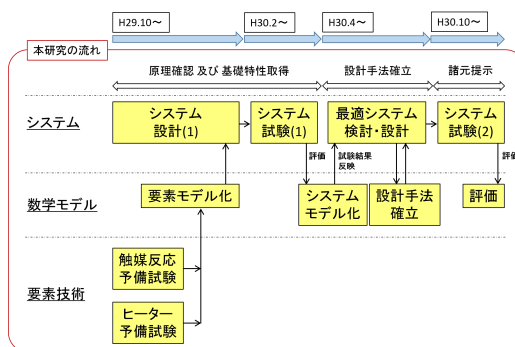 H29.10～
H30.2～
H30.4～
H30.10～
本研究の流れ
原理確認 及び 基礎特性取得
設計手法確立
諸元提示
システム
システム
設計(1)
システム
試験(1)
最適システム
検討・設計
システム
試験(2)
評価
試験結果
反映
評価
数学モデル
要素モデル化
システム
モデル化
設計手法
確立
評価
要素技術
触媒反応
予備試験
ヒーター
予備試験